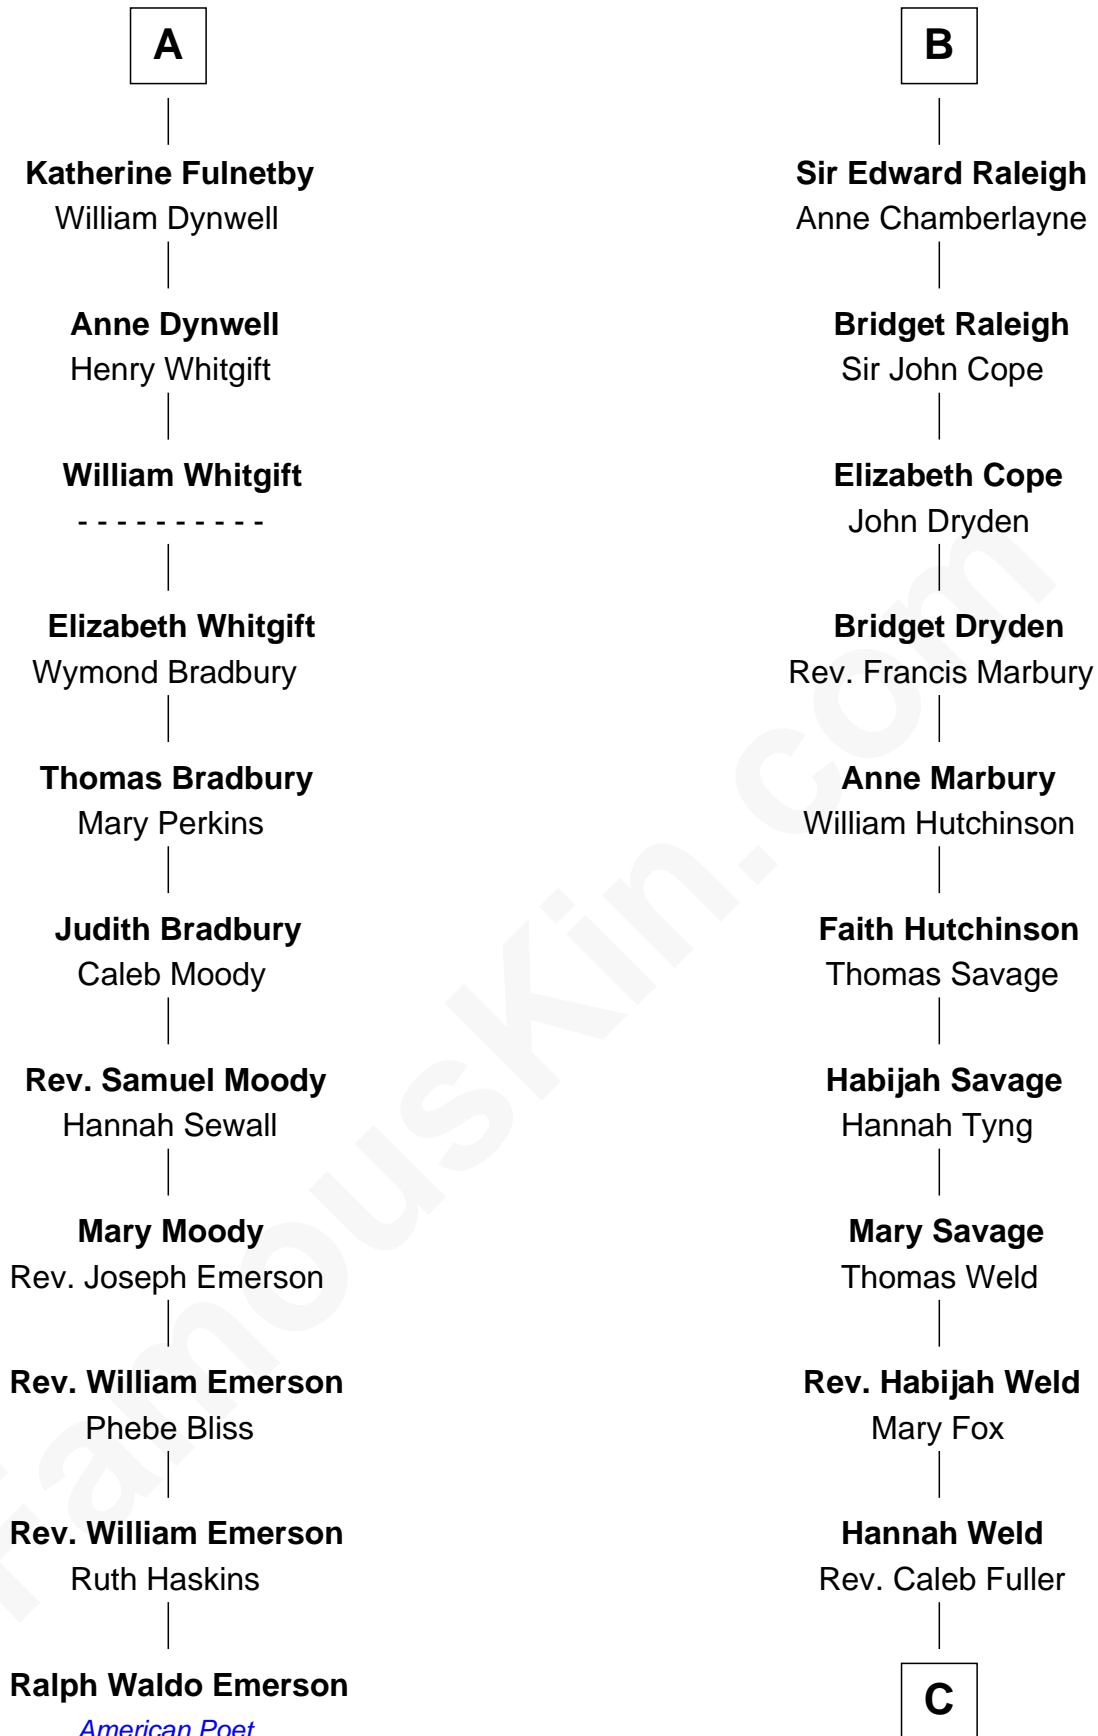 A
Katherine Fulnetby
William Dynwell
Anne Dynwell
Henry Whitgift
William Whitgift
- - - - - - - - - -
Elizabeth Whitgift
Wymond Bradbury
Thomas Bradbury
Mary Perkins
Judith Bradbury
Caleb Moody
Rev. Samuel Moody
Hannah Sewall
Mary Moody
Rev. Joseph Emerson
Rev. William Emerson
Phebe Bliss
Rev. William Emerson
Ruth Haskins
Ralph Waldo Emerson
American Poet
B
Sir Edward Raleigh
Anne Chamberlayne
Bridget Raleigh
Sir John Cope
Elizabeth Cope
John Dryden
Bridget Dryden
Rev. Francis Marbury
Anne Marbury
William Hutchinson
Faith Hutchinson
Thomas Savage
Habijah Savage
Hannah Tyng
Mary Savage
Thomas Weld
Rev. Habijah Weld
Mary Fox
Hannah Weld
Rev. Caleb Fuller
C
FamousKin.com